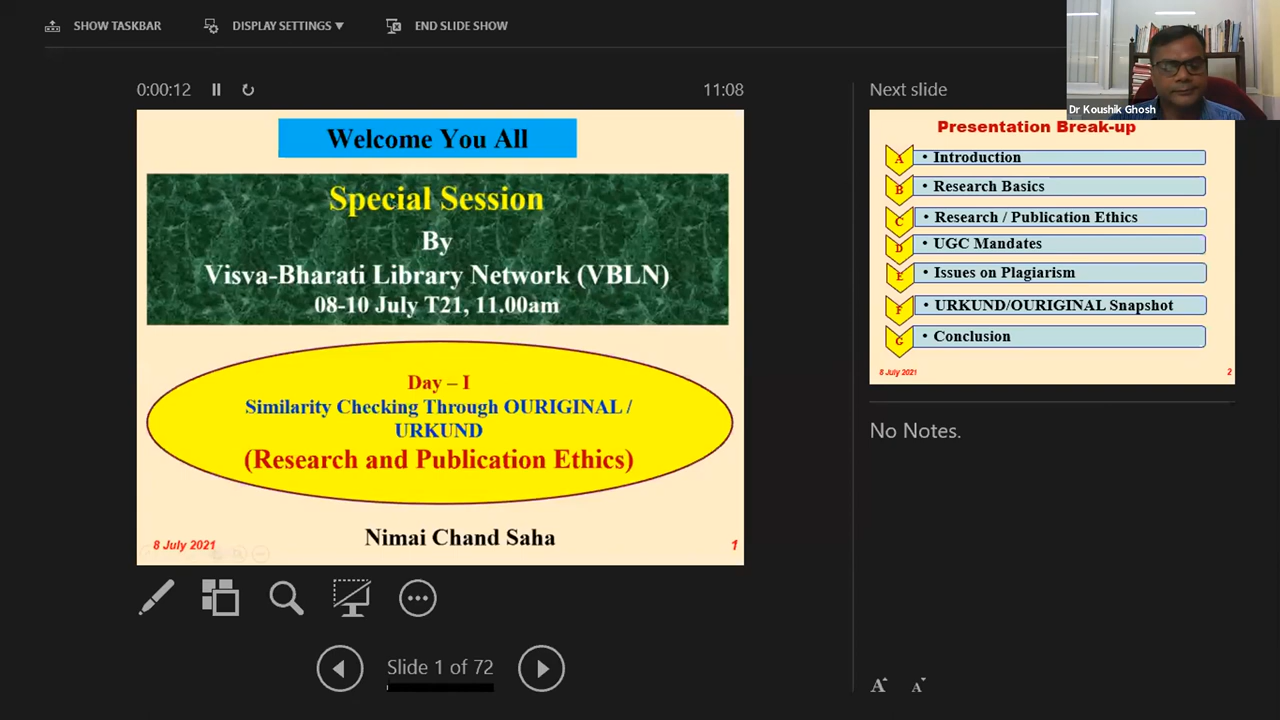 SHOW TASKBAR
DISPLAY SETTINGS ▼
END SLIDE SHOW
0:00:12
11:08
Welcome You All
Special Session
By
Visva-Bharati Library Network (VBLN)
08-10 July T21, 11.00am
Day – I
Similarity Checking Through OURIGINAL /
URKUND
(Research and Publication Ethics)
Nimai Chand Saha
8 July 2021
1
Slide 1 of 72
Dr Koushik Ghosh
Next slide
Presentation Break-up
A • Introduction
B • Research Basics
C • Research / Publication Ethics
D • UGC Mandates
E • Issues on Plagiarism
F • URKUND/OURIGINAL Snapshot
G • Conclusion
8 July 2021
2
No Notes.
A A